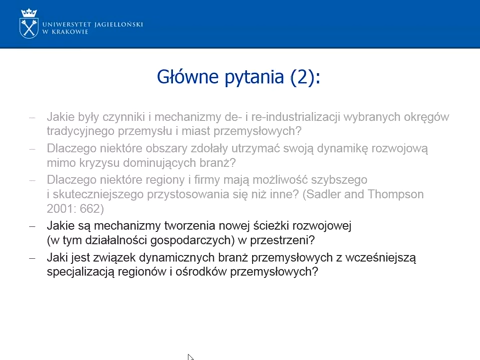 UNIWERSYTET JAGIELLOŃSKI
W KRAKOWIE
Główne pytania (2):
– Jakie były czynniki i mechanizmy de- i re-industrializacji wybranych okręgów
tradycyjnego przemysłu i miast przemysłowych?
– Dlaczego niektóre obszary zdołały utrzymać swoją dynamikę rozwojową
mimo kryzysu dominujących branż?
– Dlaczego niektóre regiony i firmy mają możliwość szybszego
i skuteczniejszego przystosowania się niż inne? (Sadler and Thompson
2001: 662)
– Jakie są mechanizmy tworzenia nowej ścieżki rozwojowej
(w tym działalności gospodarczych) w przestrzeni?
– Jaki jest związek dynamicznych branż przemysłowych z wcześniejszą
specjalizacją regionów i ośrodków przemysłowych?